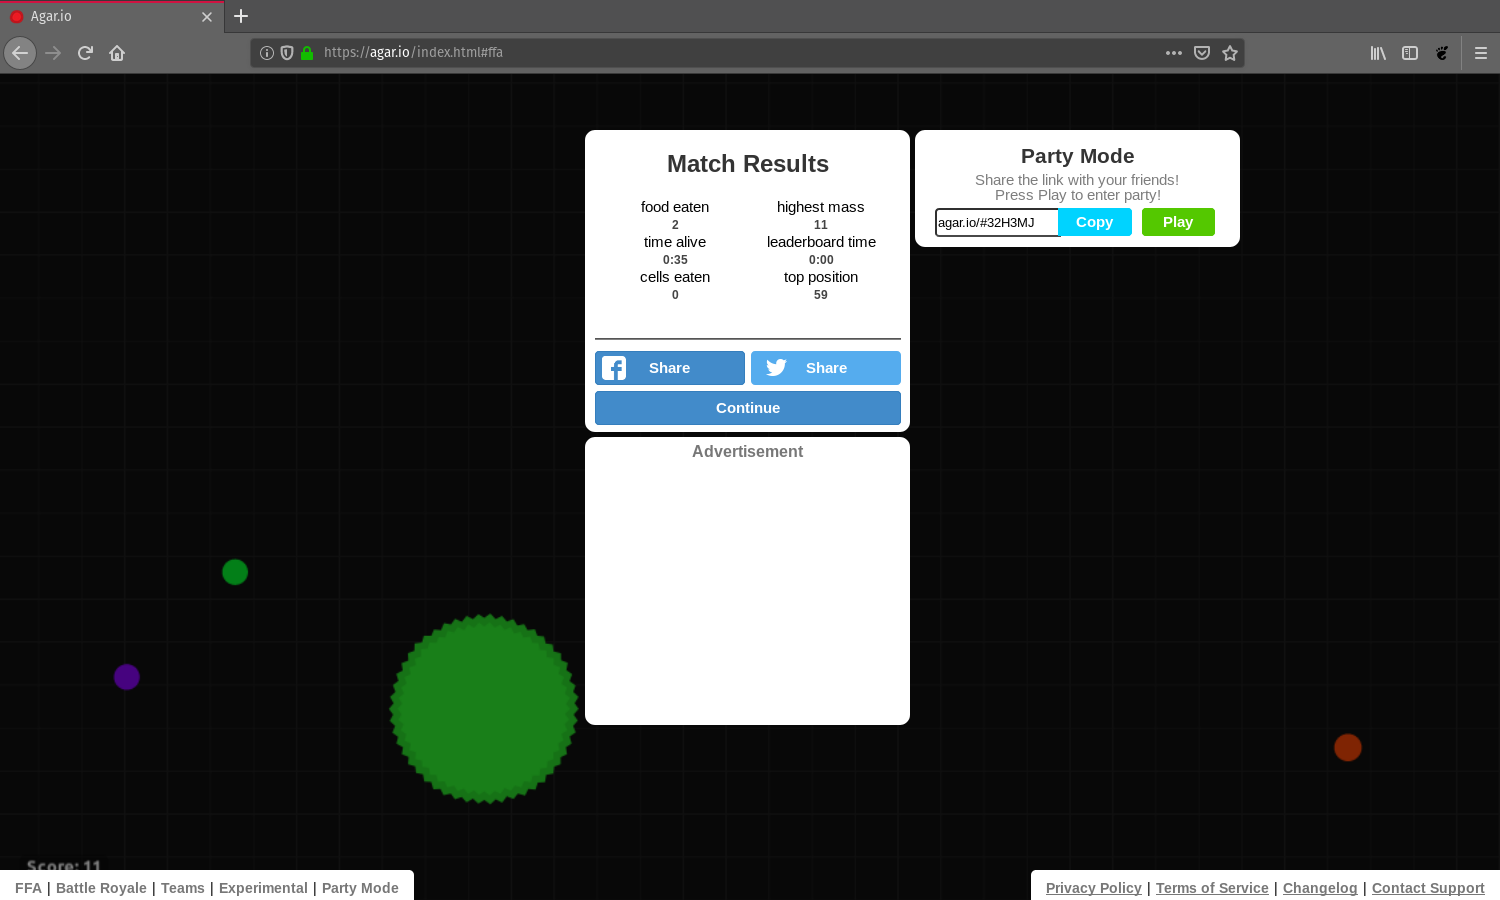 Agar.io
https://agar.io/index.html#ffa
Match Results
food eaten
2
highest mass
11
time alive
0:35
leaderboard time
0:00
cells eaten
0
top position
59
Share
Share
Continue
Advertisement
Party Mode
Share the link with your friends!
Press Play to enter party!
agar.io/#32H3MJ
Copy
Play
Score: 11
FFA | Battle Royale | Teams | Experimental | Party Mode
Privacy Policy | Terms of Service | Changelog | Contact Support